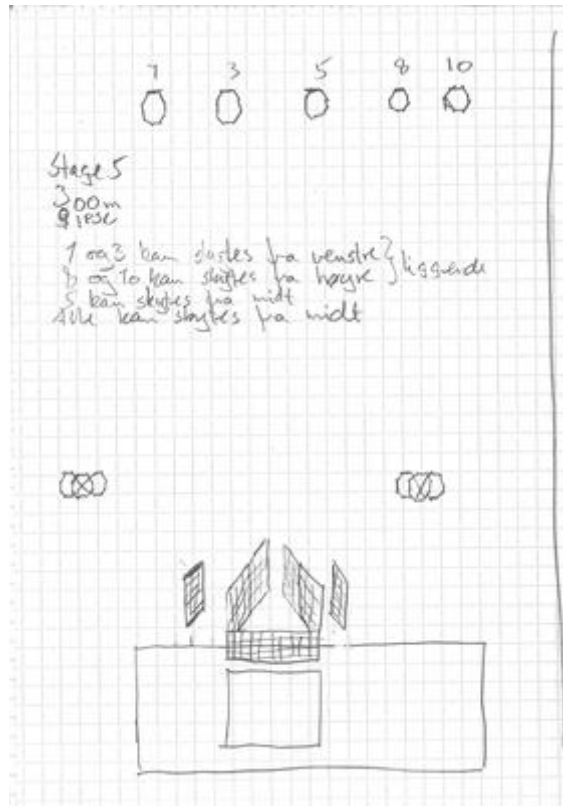 1 3 5 8 10
Stage 5
300m
9 IPSC
1 og 3 kan skytes fra venstre } liggende
8 og 10 kan skytes fra høyre
5 kan skytes fra midt
Alle kan skytes fra midt